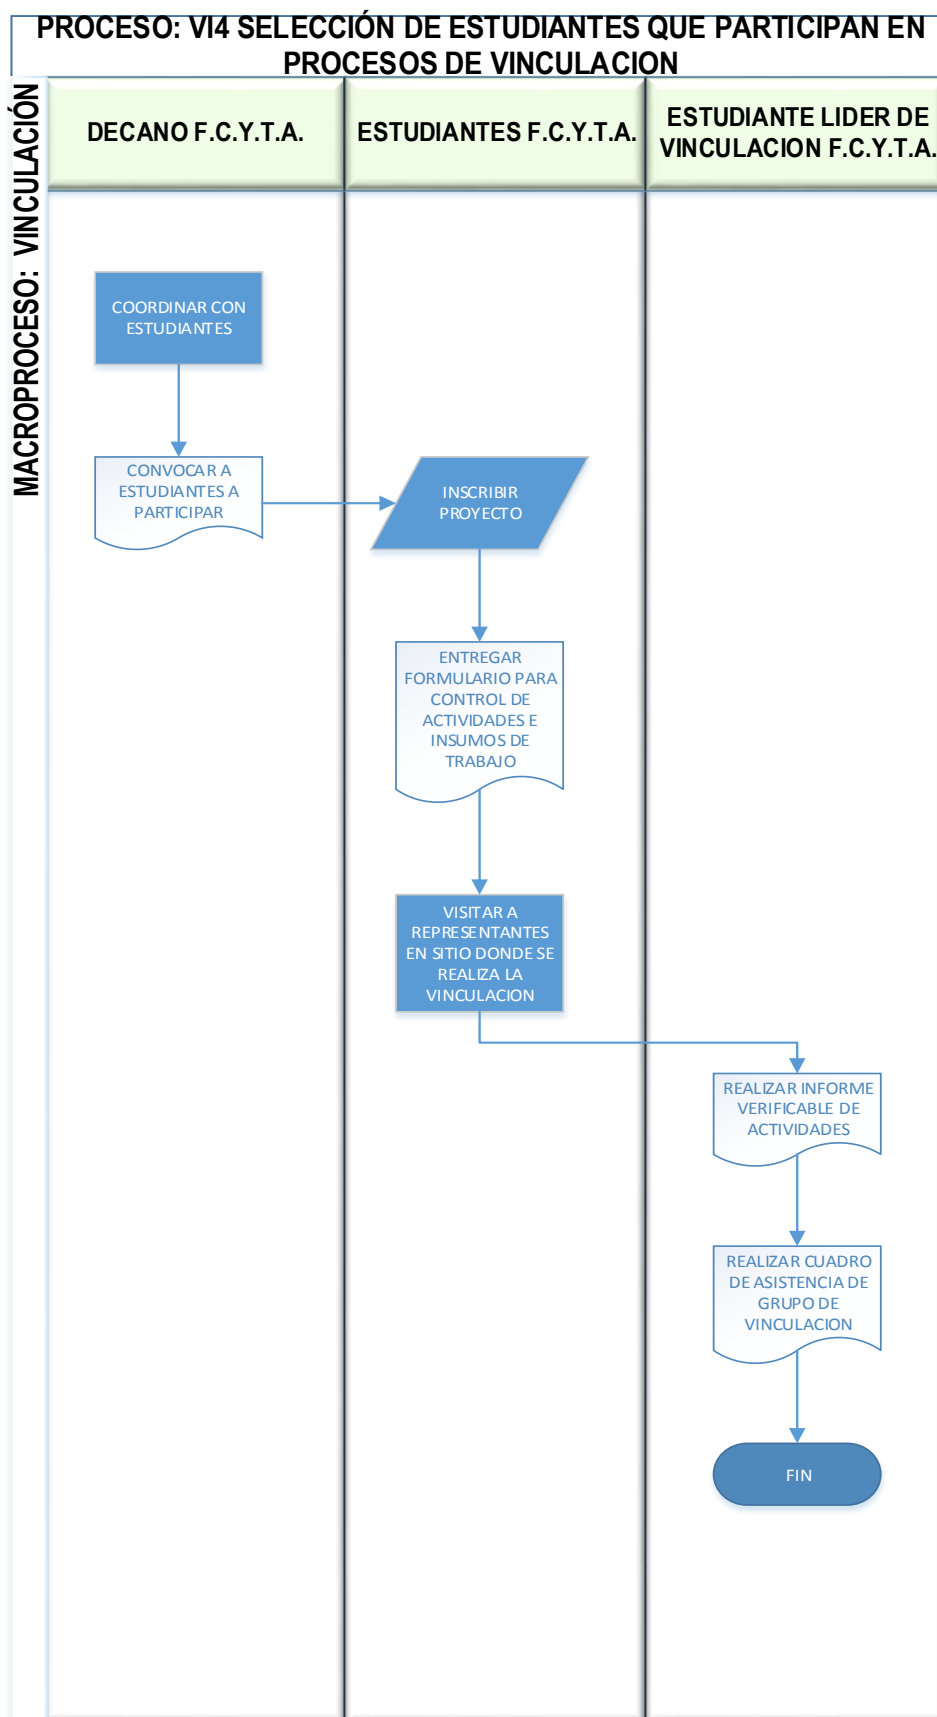 PROCESO: VI4 SELECCIÓN DE ESTUDIANTES QUE PARTICIPAN EN
PROCESOS DE VINCULACION
MACROPROCESO: VINCULACIÓN
DECANO F.C.Y.T.A.
ESTUDIANTES F.C.Y.T.A.
ESTUDIANTE LIDER DE
VINCULACION F.C.Y.T.A.
COORDINAR CON
ESTUDIANTES
CONVOCAR A
ESTUDIANTES A
PARTICIPAR
INSCRIBIR
PROYECTO
ENTREGAR
FORMULARIO PARA
CONTROL DE
ACTIVIDADES E
INSUMOS DE
TRABAJO
VISITAR A
REPRESENTANTES
EN SITIO DONDE SE
REALIZA LA
VINCULACION
REALIZAR INFORME
VERIFICABLE DE
ACTIVIDADES
REALIZAR CUADRO
DE ASISTENCIA DE
GRUPO DE
VINCULACION
FIN